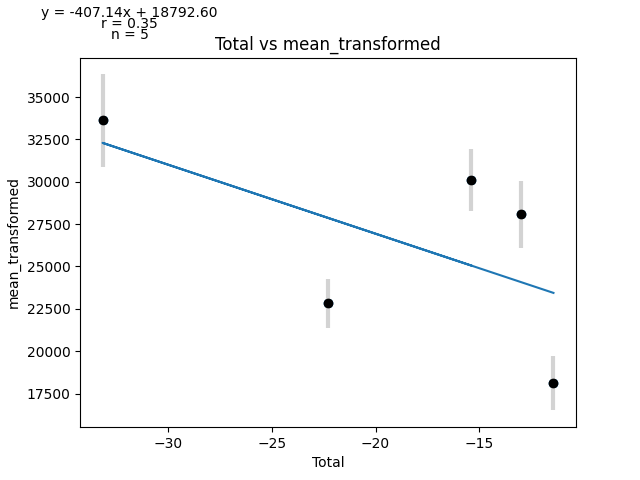 y = -407.14x + 18792.60
r = 0.35
n = 5
Total vs mean_transformed
mean_transformed
35000
32500
30000
27500
25000
22500
20000
17500
−30
−25
−20
−15
Total